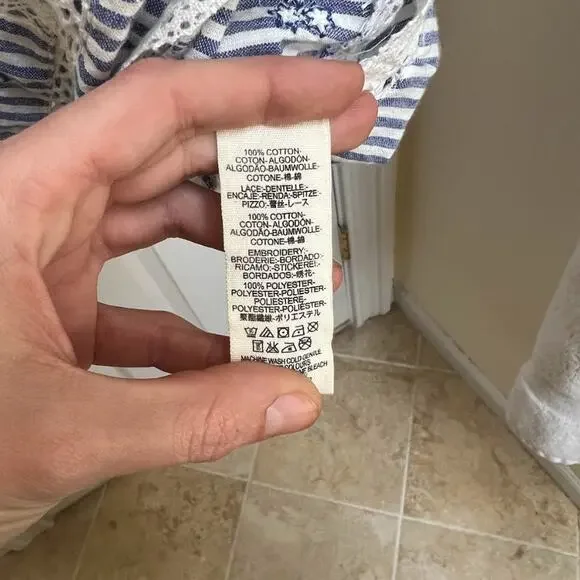 100% COTTON-
COTON- ALGODÓN-
ALGODÃO-BAUMWOLLE-
COTONE-棉-綿
LACE:-DENTELLE:-
ENCAJE:-RENDA:-SPITZE:-
PIZZO:-蕾丝-レース
100% COTTON-
COTON- ALGODÓN-
ALGODÃO-BAUMWOLLE-
COTONE-棉-綿
EMBROIDERY:-
BRODERIE:-BORDADO:-
RICAMO:-STICKEREI:-
BORDADOS:-绣花-
100% POLYESTER-
POLYESTER-POLIESTER-
POLIESTERE-
POLIÉSTER-POLYESTER-
聚酯纖維-ポリエステル
MACHINE WASH COLD GENTLE
COLOURS
BLEACH